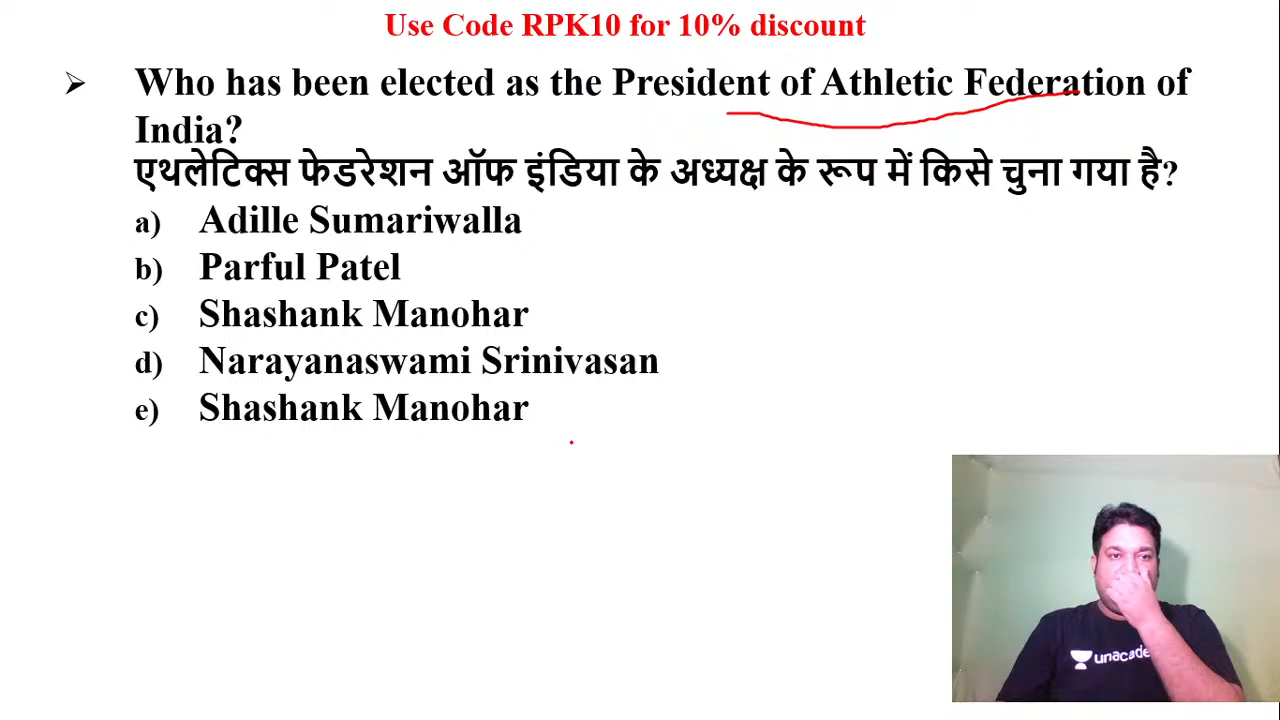 Use Code RPK10 for 10% discount
➢ Who has been elected as the President of Athletic Federation of
India?
एथलेटिक्स फेडरेशन ऑफ इंडिया के अध्यक्ष के रूप में किसे चुना गया है?
a) Adille Sumariwalla
b) Parful Patel
c) Shashank Manohar
d) Narayanaswami Srinivasan
e) Shashank Manohar
unacade